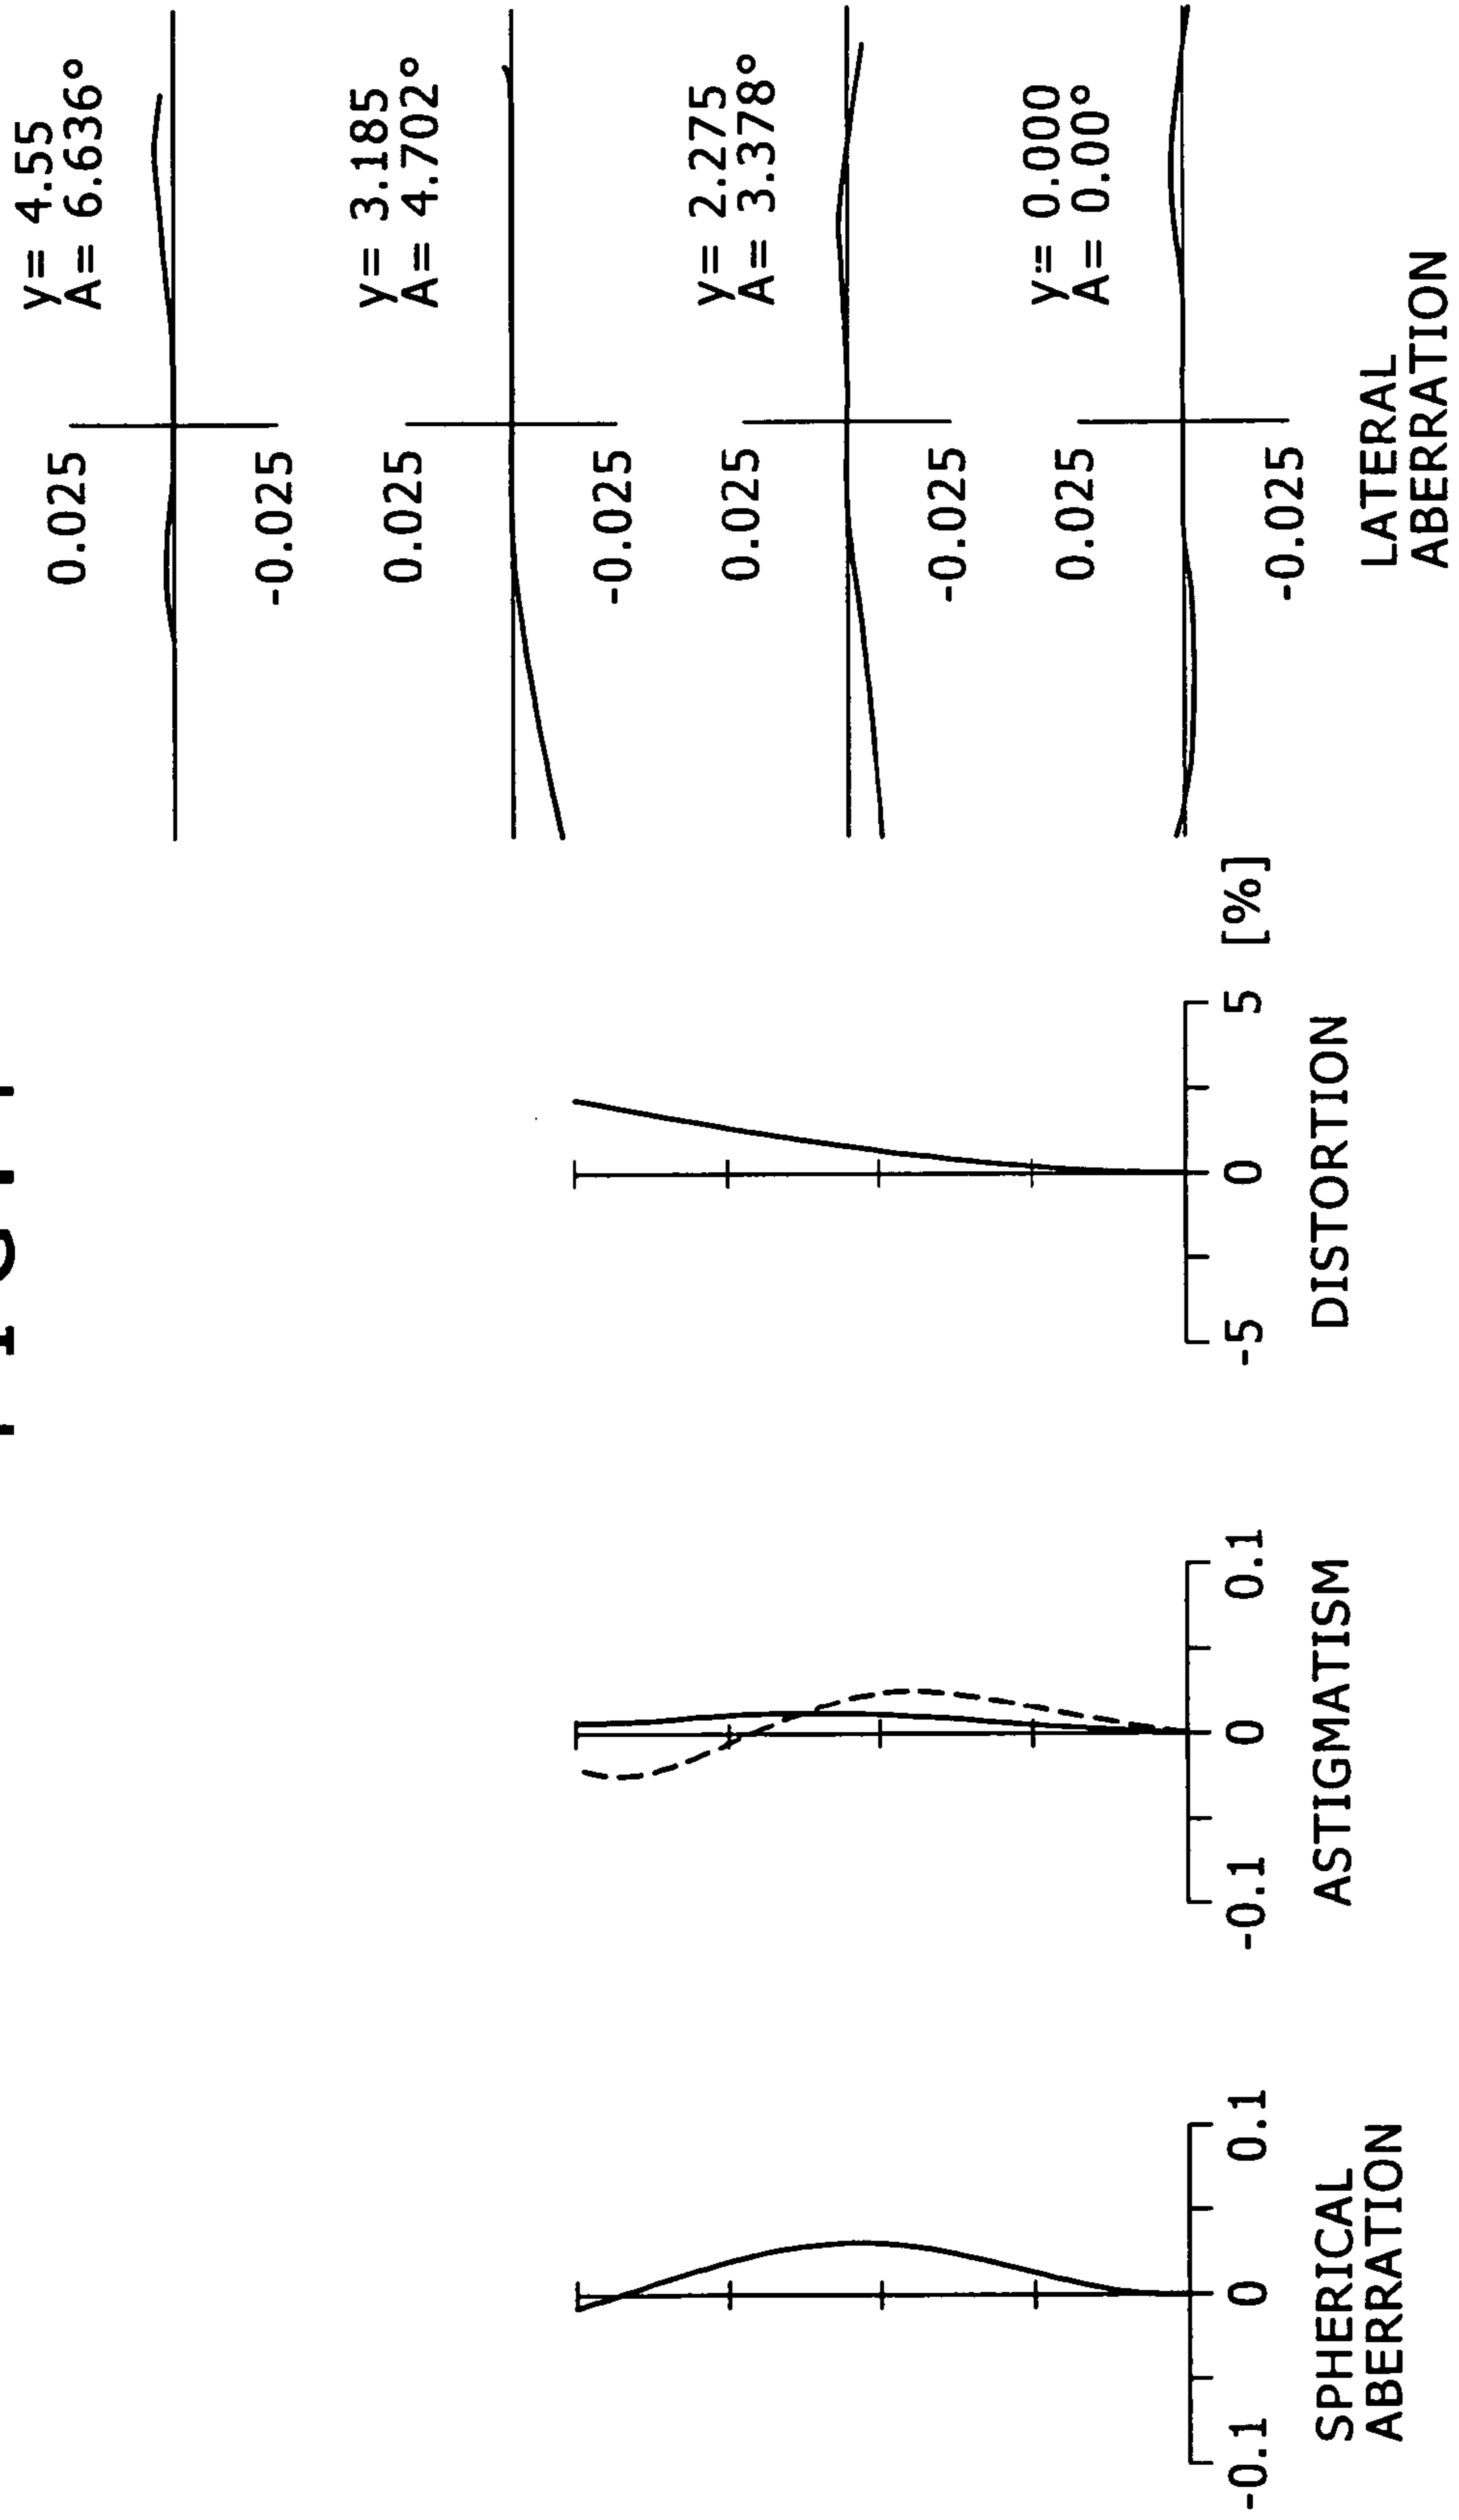 Y= 4.55
A= 6.636°
0.025
-0.025
Y= 3.185
A= 4.702°
0.025
-0.025
Y= 2.275
A= 3.378°
0.025
-0.025
Y= 0.000
A= 0.00°
0.025
-0.025
-0.1 0 0.1
-0.1 0 0.1
-5 0 5 [%]
SPHERICAL
ABERRATION
ASTIGMATISM
DISTORTION
LATERAL
ABERRATION